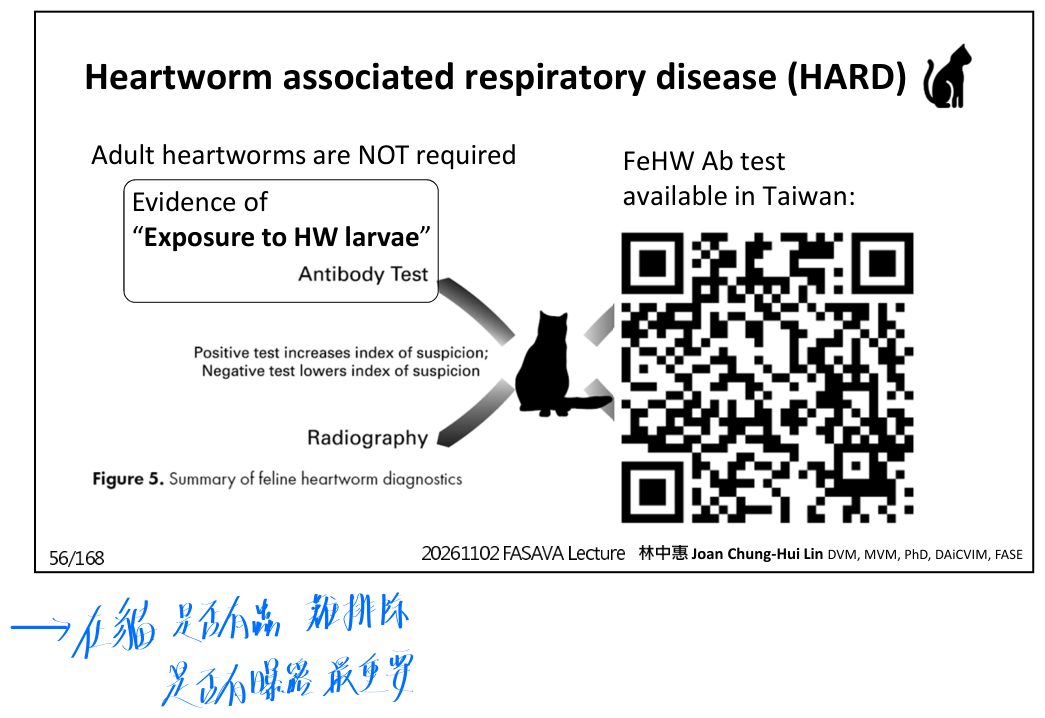 Heartworm associated respiratory disease (HARD)
Adult heartworms are NOT required
Evidence of
“Exposure to HW larvae”
Antibody Test
Positive test increases index of suspicion;
Negative test lowers index of suspicion
Radiography
Figure 5. Summary of feline heartworm diagnostics
FeHW Ab test
available in Taiwan:
56/168
20261102 FASAVA Lecture 林中惠 Joan Chung-Hui Lin DVM, MVM, PhD, DAiCVIM, FASE
→在貓 是否有蟲 難排除
是否有曝露 最重要